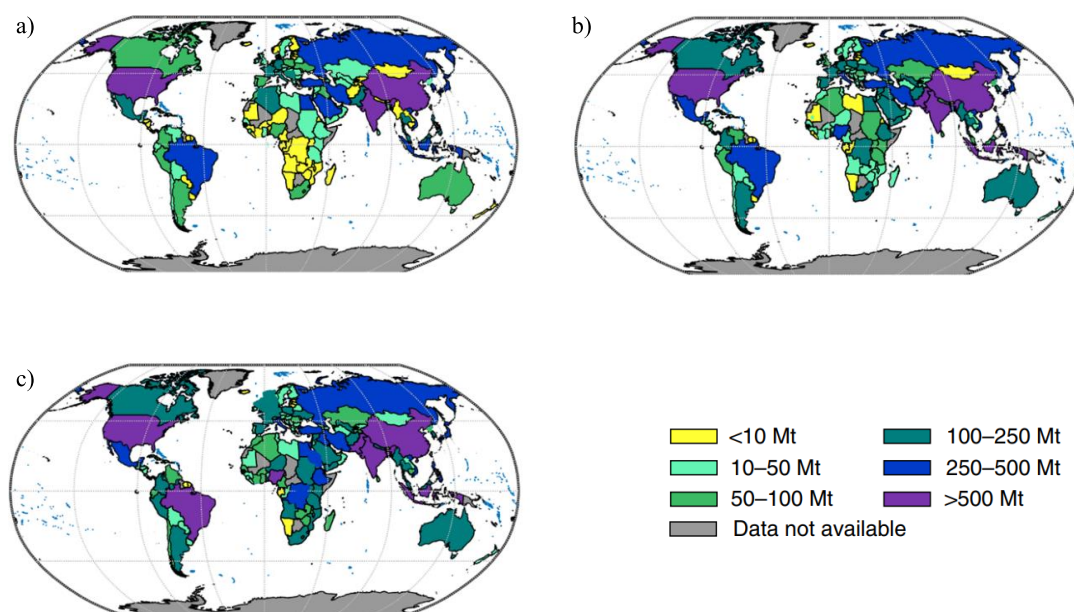 a)
b)
c)
<10 Mt
100–250 Mt
10–50 Mt
250–500 Mt
50–100 Mt
>500 Mt
Data not available